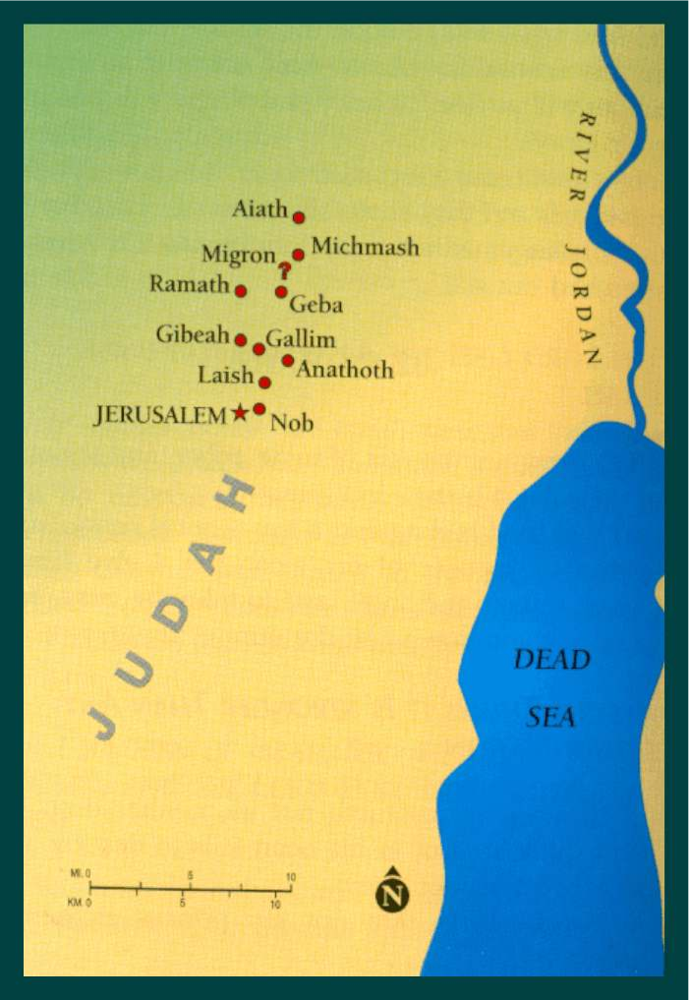 RIVER JORDAN
Aiath
Migron
?
Michmash
Ramath
Geba
Gibeah
Gallim
Anathoth
Laish
JERUSALEM
Nob
JUDAH
DEAD
SEA
MI. 0 5 10
KM. 0 5 10
N